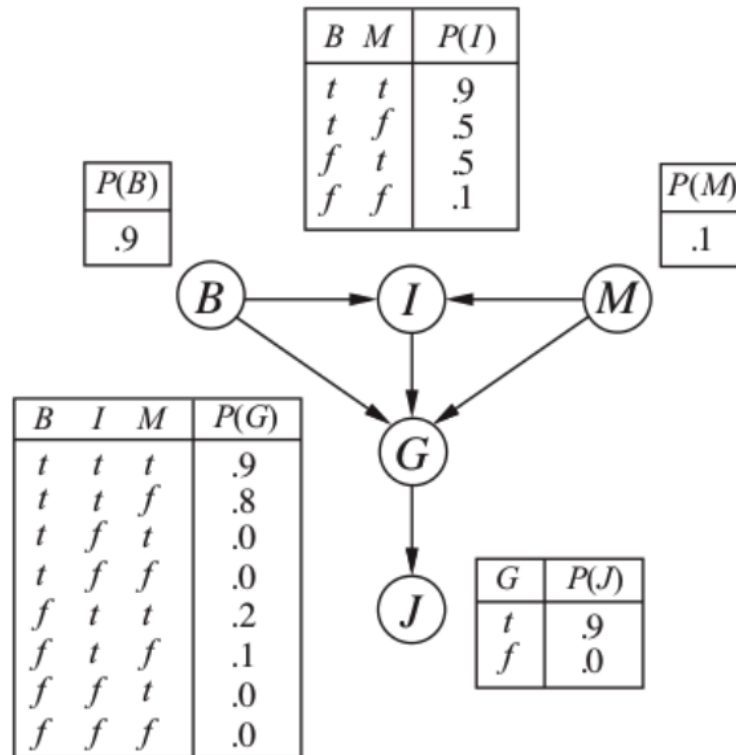 B M P(I)
t t .9
t f .5
f t .5
f f .1
P(B)
.9
P(M)
.1
B I M
B I M P(G)
t t t .9
t t f .8
t f t .0
t f f .0
f t t .2
f t f .1
f f t .0
f f f .0
G
J
G P(J)
t .9
f .0